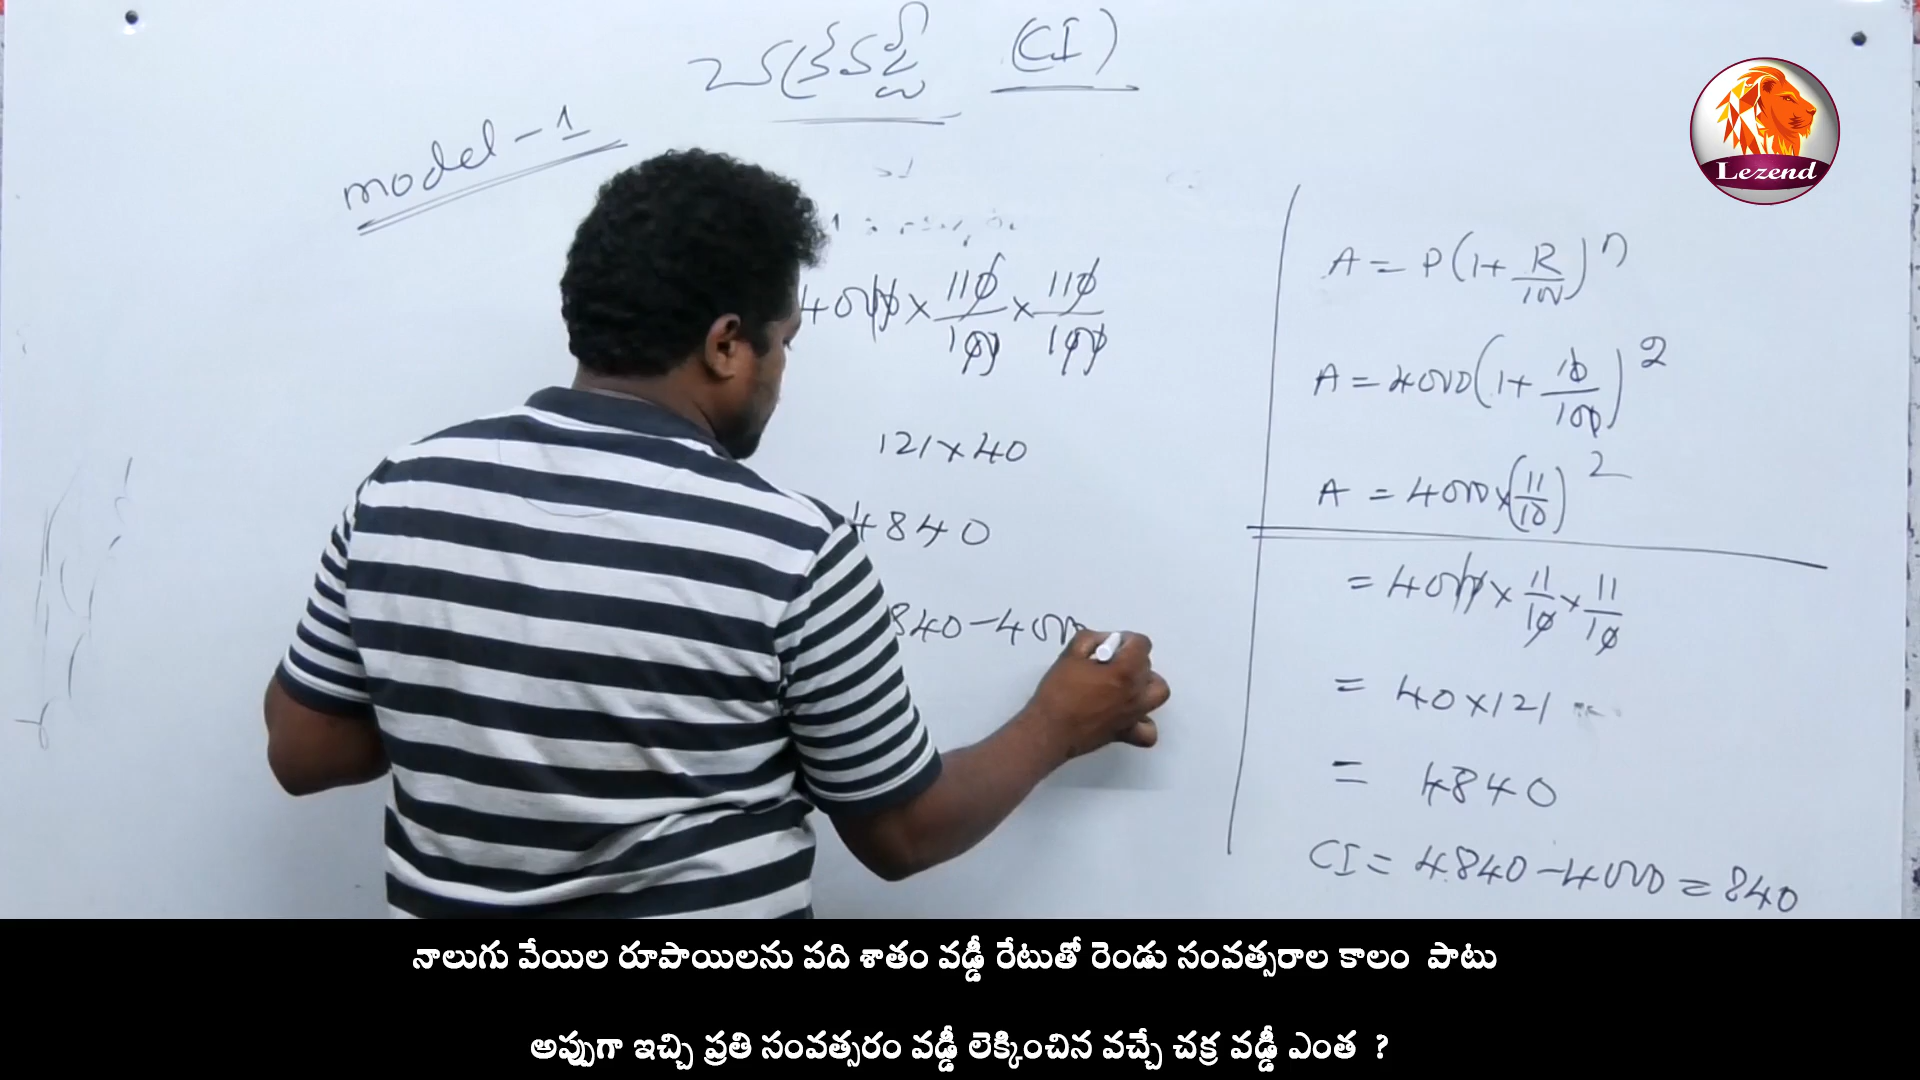 చక్రవడ్డీ (CI)
model-1
Lezend
4000 × 110/100 × 110/100
121×40
4840
840-4000
A = P(1+R/100)^n
A = 4000(1+10/100)^2
A = 4000×(11/10)^2
= 4000×11/10×11/10
= 40×121
= 4840
CI = 4840-4000 = 840
నాలుగు వేయిల రూపాయిలను పది శాతం వడ్డీ రేటుతో రెండు సంవత్సరాల కాలం పాటు
అప్పుగా ఇచ్చి ప్రతి సంవత్సరం వడ్డీ లెక్కించిన వచ్చే చక్ర వడ్డీ ఎంత ?